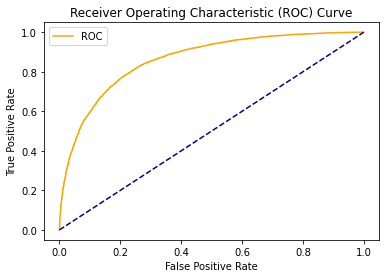 Receiver Operating Characteristic (ROC) Curve
ROC
True Positive Rate
1.0
0.8
0.6
0.4
0.2
0.0
0.0 0.2 0.4 0.6 0.8 1.0
False Positive Rate